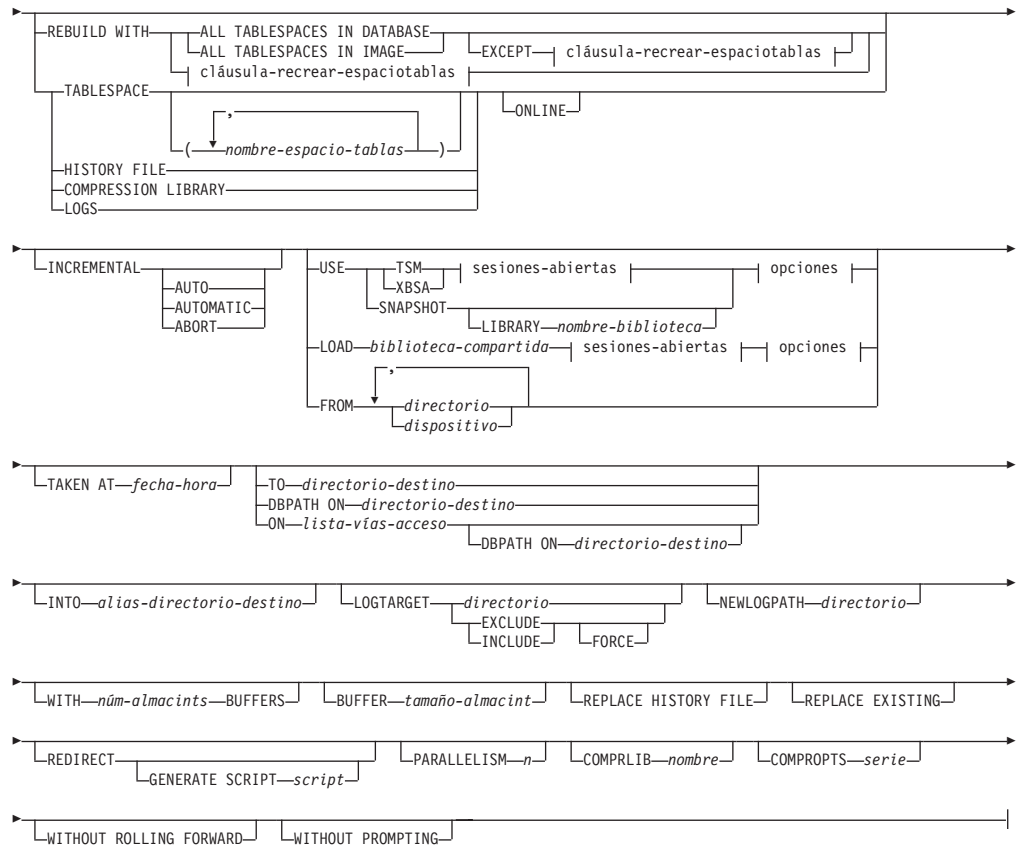 REBUILD WITH ALL TABLESPACES IN DATABASE
ALL TABLESPACES IN IMAGE EXCEPT cláusula-recrear-espaciotablas
cláusula-recrear-espaciotablas
TABLESPACE ONLINE
,
( nombre-espacio-tablas )
HISTORY FILE
COMPRESSION LIBRARY
LOGS
INCREMENTAL USE TSM sesiones-abiertas opciones
AUTO XBSA
AUTOMATIC SNAPSHOT
ABORT LIBRARY nombre-biblioteca
LOAD biblioteca-compartida sesiones-abiertas opciones
,
FROM directorio
dispositivo
TAKEN AT fecha-hora TO directorio-destino
DBPATH ON directorio-destino
ON lista-vías-acceso
DBPATH ON directorio-destino
INTO alias-directorio-destino LOGTARGET directorio NEWLOGPATH directorio
EXCLUDE
INCLUDE FORCE
WITH núm-almacints BUFFERS BUFFER tamaño-almacint REPLACE HISTORY FILE REPLACE EXISTING
REDIRECT PARALLELISM n COMPRLIB nombre COMPROPTS serie
GENERATE SCRIPT script
WITHOUT ROLLING FORWARD WITHOUT PROMPTING